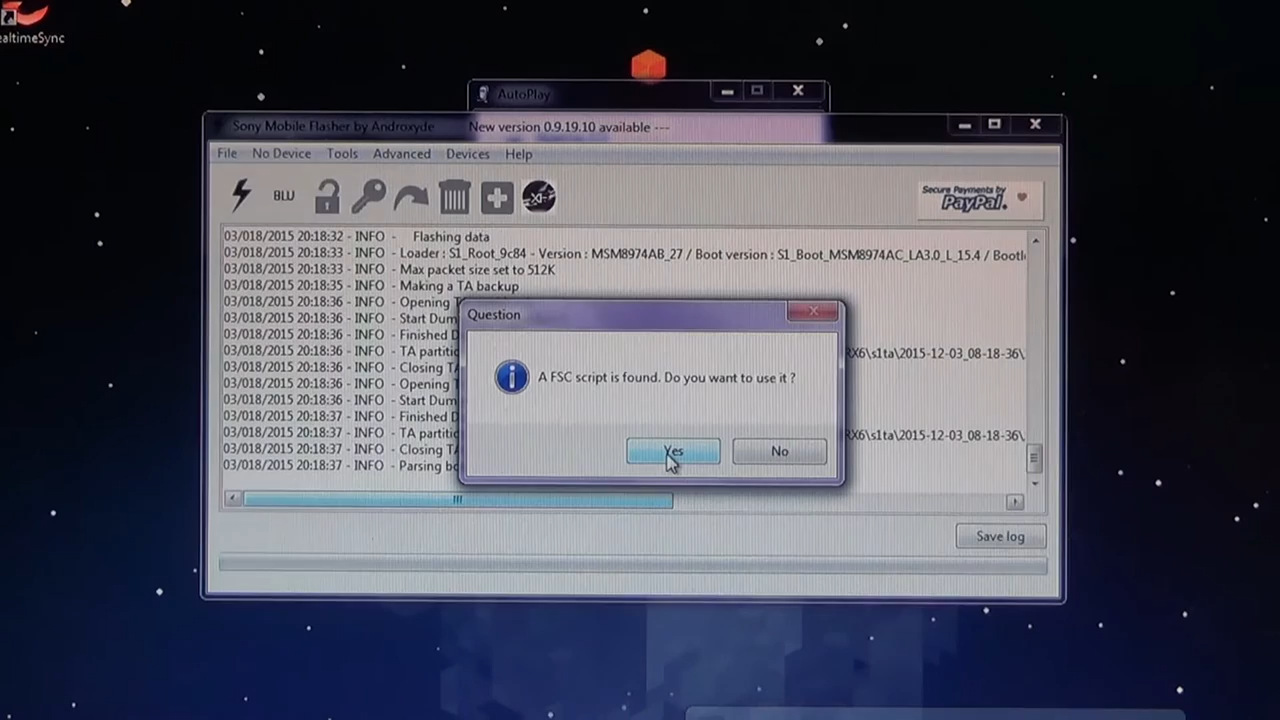 ealtimeSync
AutoPlay
Sony Mobile Flasher by Androxyde New version 0.9.19.10 available ---
File No Device Tools Advanced Devices Help
BLU
Secure Payments by
PayPal.
03/018/2015 20:18:32 - INFO - Flashing data
03/018/2015 20:18:33 - INFO - Loader : S1_Root_9c84 - Version : MSM8974AB_27 / Boot version : S1_Boot_MSM8974AC_LA3.0_L_15.4 / Bootl
03/018/2015 20:18:33 - INFO - Max packet size set to 512K
03/018/2015 20:18:35 - INFO - Making a TA backup
03/018/2015 20:18:36 - INFO - Opening T
03/018/2015 20:18:36 - INFO - Start Dum
03/018/2015 20:18:36 - INFO - Finished D
03/018/2015 20:18:36 - INFO - TA partitic RX6\s1ta\2015-12-03_08-18-36\
03/018/2015 20:18:36 - INFO - Closing TA
03/018/2015 20:18:36 - INFO - Opening T
03/018/2015 20:18:36 - INFO - Start Dum
03/018/2015 20:18:37 - INFO - Finished D
03/018/2015 20:18:37 - INFO - TA partitic RX6\s1ta\2015-12-03_08-18-36\
03/018/2015 20:18:37 - INFO - Closing TA
03/018/2015 20:18:37 - INFO - Parsing bo
Question
A FSC script is found. Do you want to use it ?
Yes No
Save log